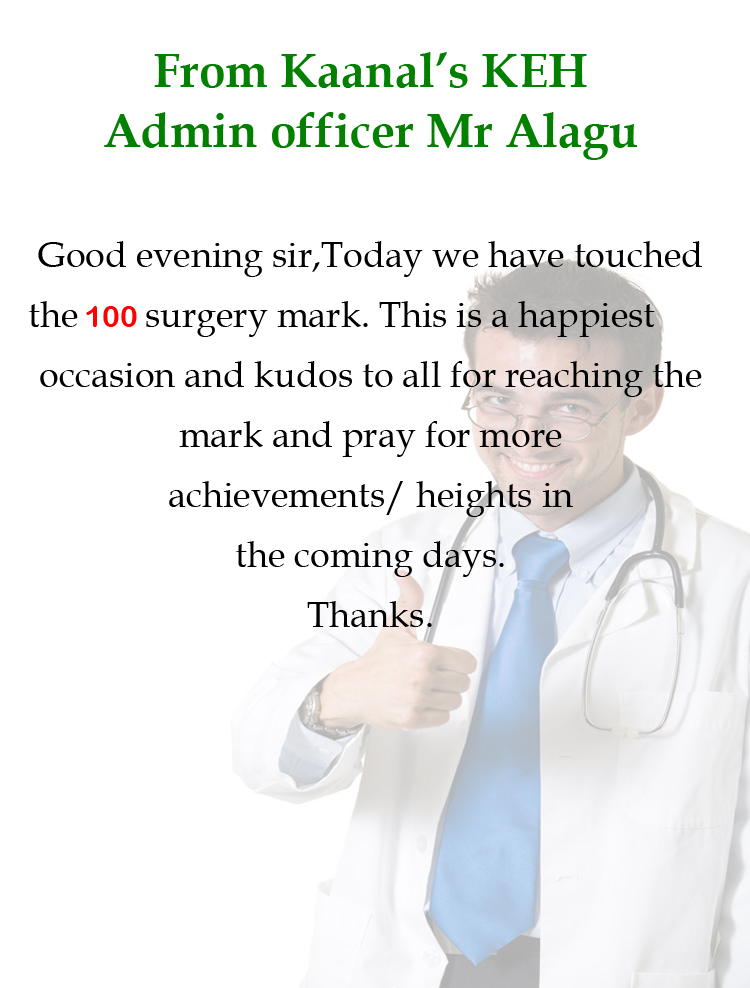 From Kaanal’s KEH
Admin officer Mr Alagu
Good evening sir,Today we have touched
the 100 surgery mark. This is a happiest
occasion and kudos to all for reaching the
mark and pray for more
achievements/ heights in
the coming days.
Thanks.